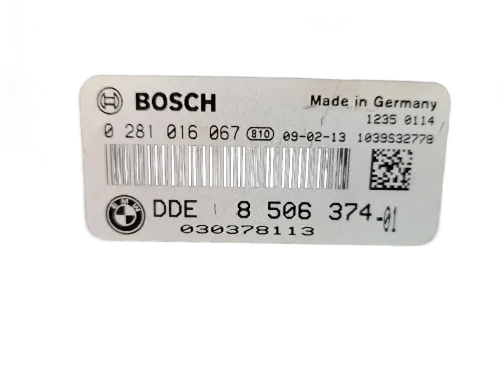 BOSCH Made in Germany
1235 0114
0 281 016 067 810 09-02-13 1039S32778
BMW DDE 8 506 374-01
030378113